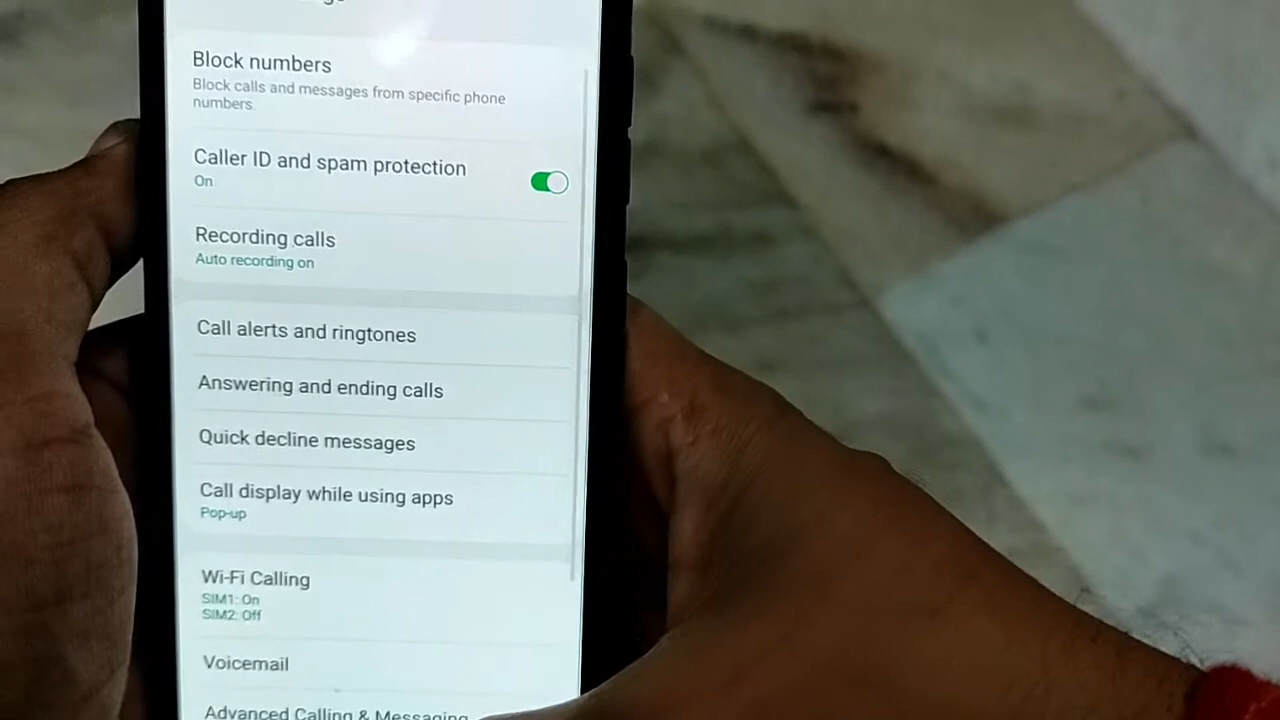 Block numbers
Block calls and messages from specific phone
numbers.
Caller ID and spam protection
On
Recording calls
Auto recording on
Call alerts and ringtones
Answering and ending calls
Quick decline messages
Call display while using apps
Pop-up
Wi-Fi Calling
SIM1: On
SIM2: Off
Voicemail
Advanced Calling & Messaging